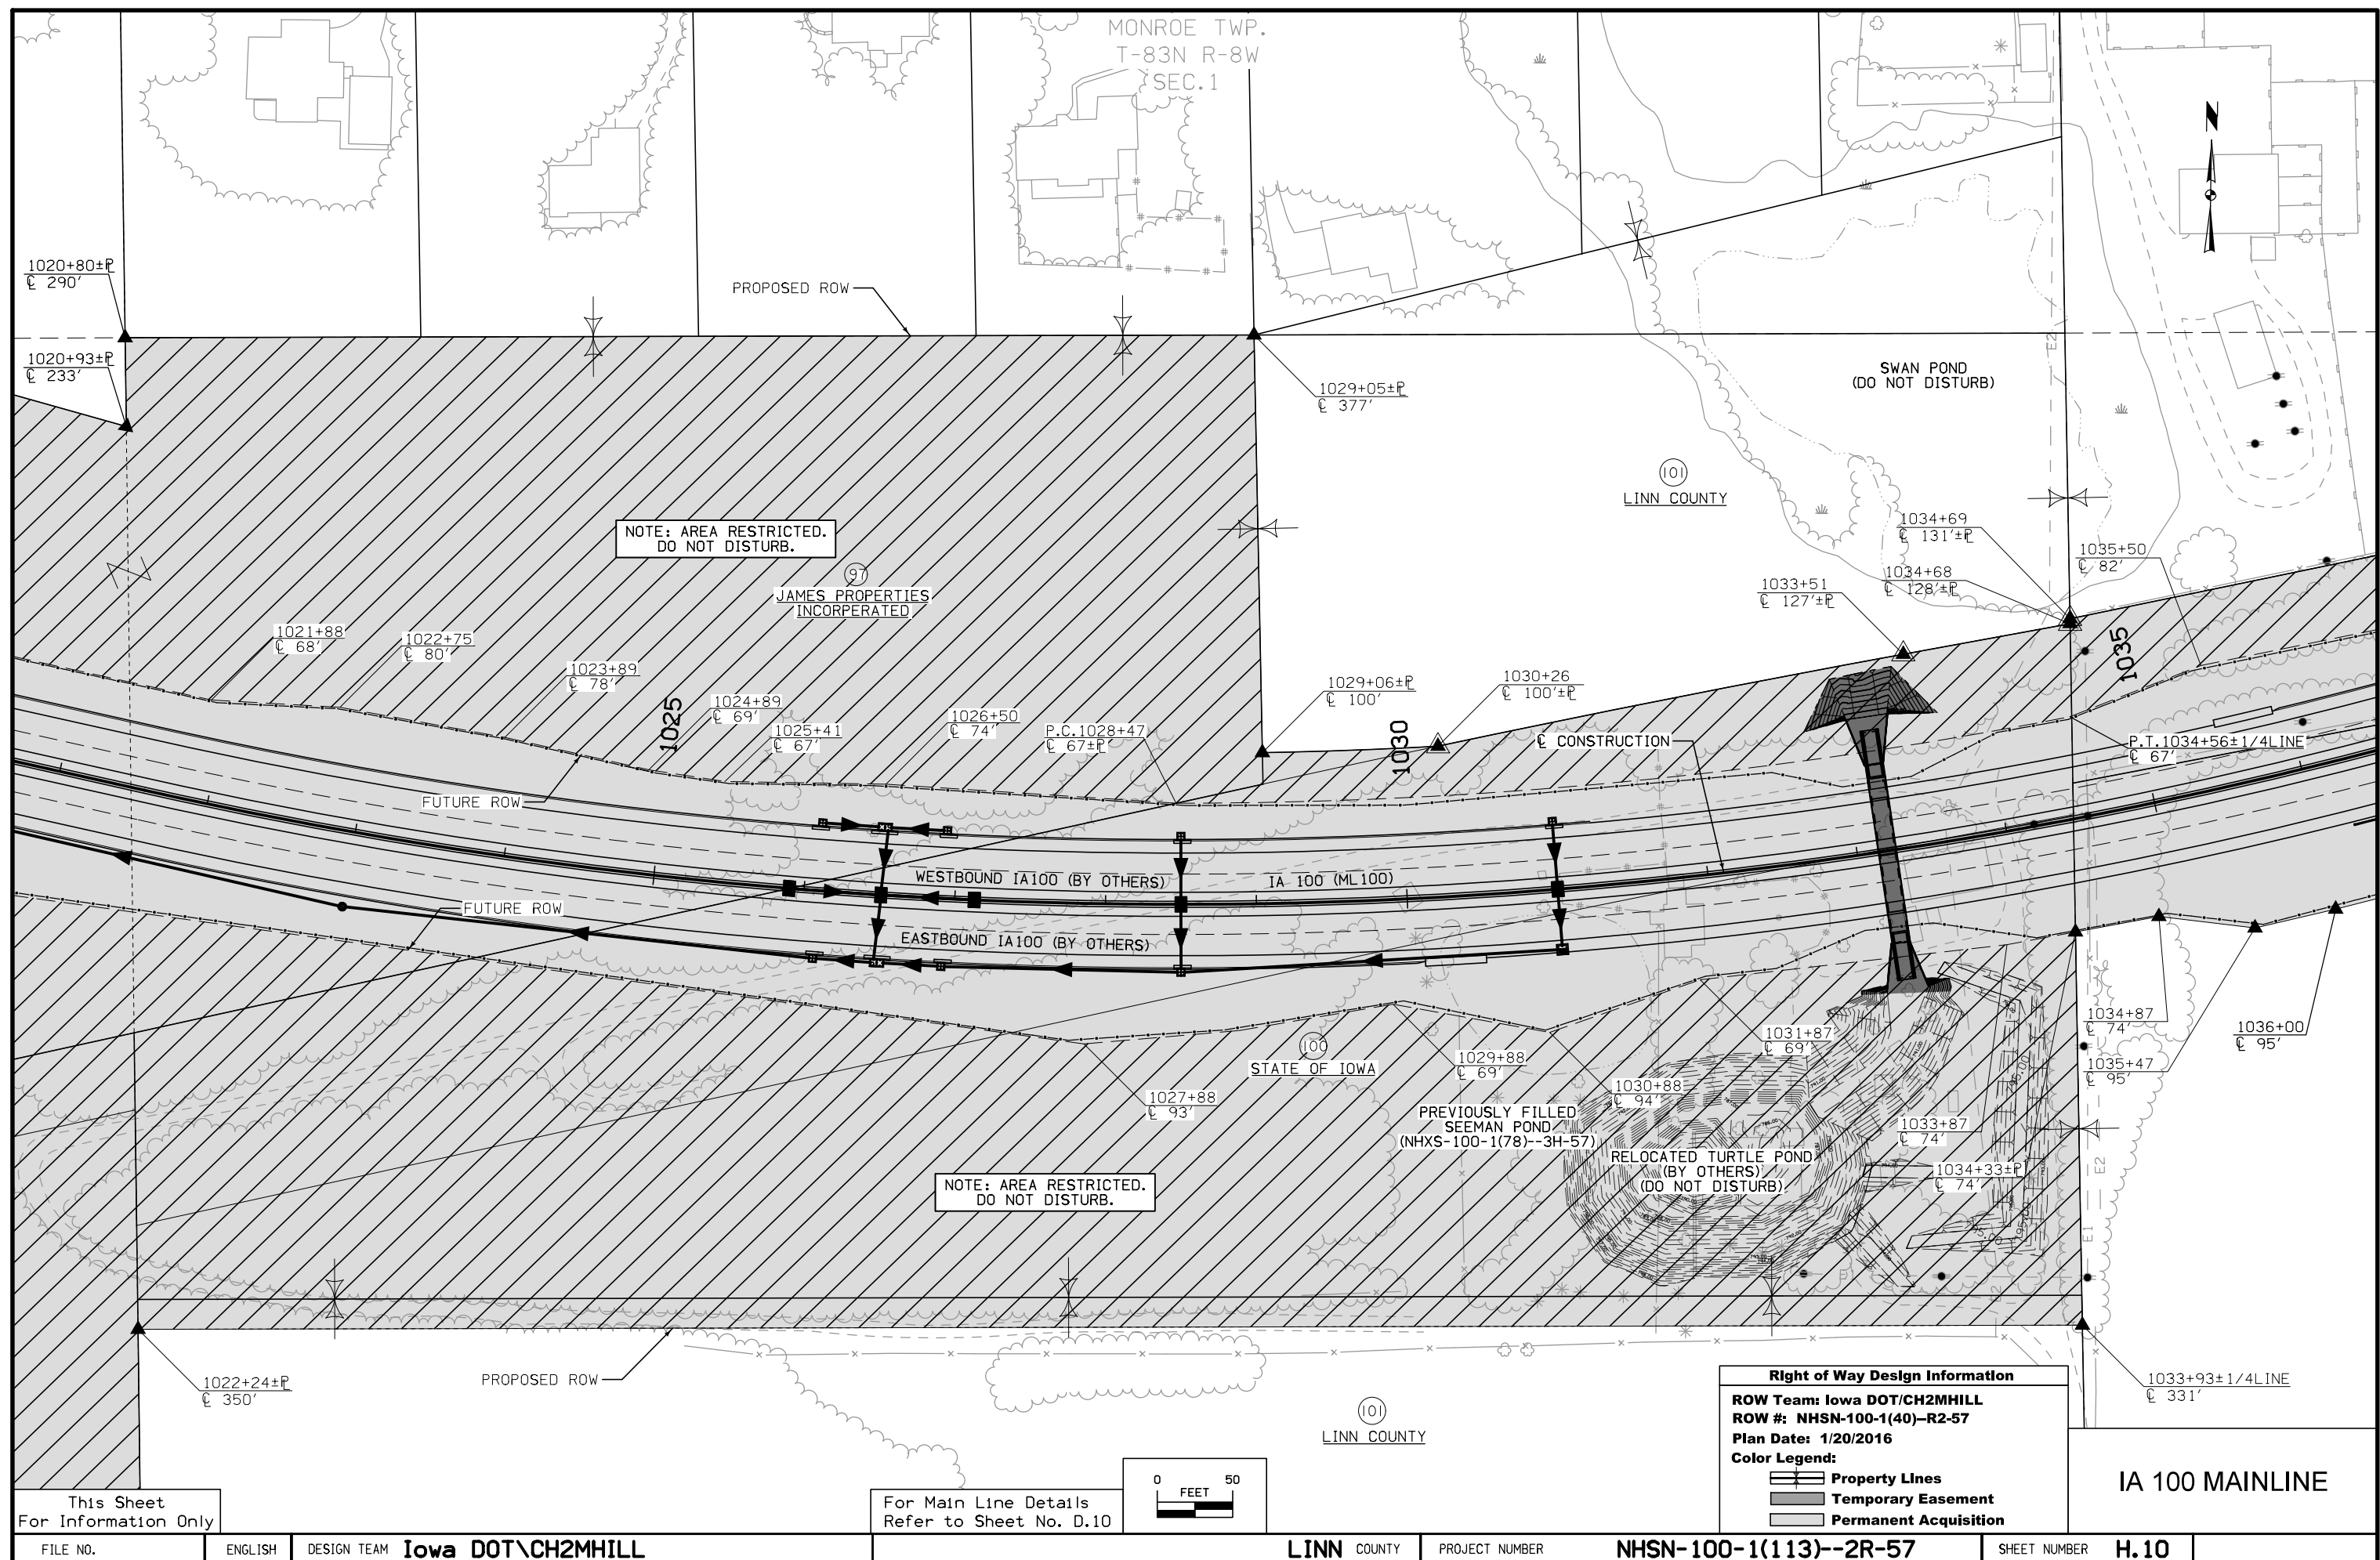 MONROE TWP.
T-83N R-8W
SEC.1
1020+80±℄
℄ 290′
PROPOSED ROW
1020+93±℄
℄ 233′
1029+05±℄
℄ 377′
SWAN POND
(DO NOT DISTURB)
E2
101
LINN COUNTY
NOTE: AREA RESTRICTED.
DO NOT DISTURB.
97
JAMES PROPERTIES
INCORPERATED
1034+69
℄ 131′±℄
1035+50
℄ 82′
1034+68
℄ 128′±℄
1033+51
℄ 127′±℄
1021+88
℄ 68′
1022+75
℄ 80′
1023+89
℄ 78′
1025
1024+89
℄ 69′
1025+41
℄ 67′
1026+50
℄ 74′
P.C.1028+47
℄ 67±℄
1029+06±℄
℄ 100′
1030+26
℄ 100′±℄
1030
1035
℄ CONSTRUCTION
P.T.1034+56±1/4LINE
℄ 67′
FUTURE ROW
WESTBOUND IA100 (BY OTHERS)
IA 100 (ML100)
FUTURE ROW
EASTBOUND IA100 (BY OTHERS)
1034+87
℄ 74′
1036+00
℄ 95′
1035+47
℄ 95′
1031+87
℄ 69′
100
STATE OF IOWA
1029+88
℄ 69′
1027+88
℄ 93′
1030+88
℄ 94′
PREVIOUSLY FILLED
SEEMAN POND
(NHXS-100-1(78)--3H-57)
1033+87
℄ 74′
RELOCATED TURTLE POND
(BY OTHERS)
(DO NOT DISTURB)
1034+33±℄
℄ 74′
E2
E1
NOTE: AREA RESTRICTED.
DO NOT DISTURB.
1022+24±℄
℄ 350′
PROPOSED ROW
101
LINN COUNTY
1033+93±1/4LINE
℄ 331′
Right of Way Design Information
ROW Team: Iowa DOT/CH2MHILL
ROW #: NHSN-100-1(40)--R2-57
Plan Date: 1/20/2016
Color Legend:
Property Lines
Temporary Easement
Permanent Acquisition
IA 100 MAINLINE
This Sheet
For Information Only
For Main Line Details
Refer to Sheet No. D.10
0 50
FEET
N
FILE NO. ENGLISH DESIGN TEAM Iowa DOT\CH2MHILL LINN COUNTY PROJECT NUMBER NHSN-100-1(113)--2R-57 SHEET NUMBER H.10